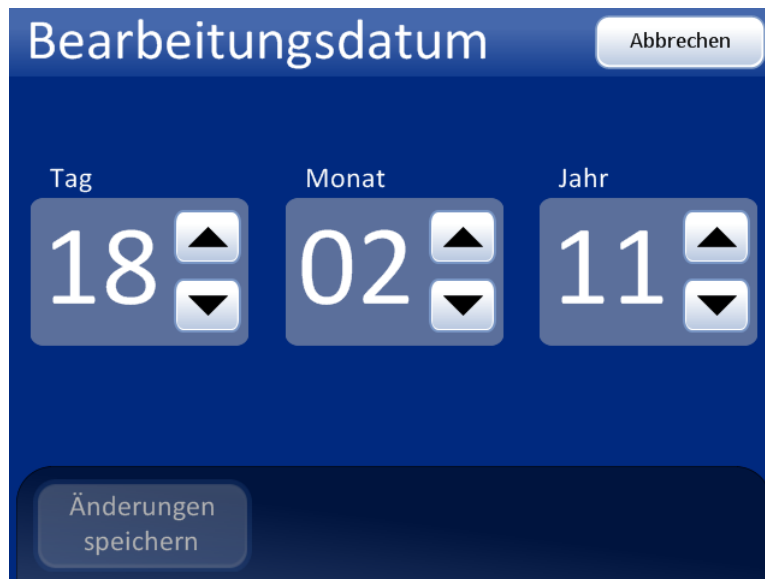 Bearbeitungsdatum
Abbrechen
Tag
Monat
Jahr
18
02
11
Änderungen
speichern